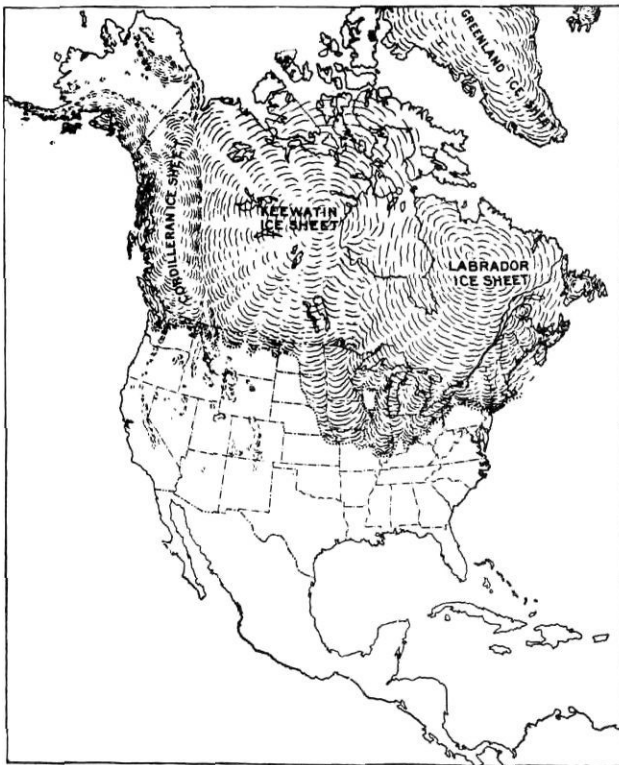 GREENLAND ICE SHEET
CORDILLERAN ICE SHEET
KEEWATIN
ICE SHEET
LABRADOR
ICE SHEET